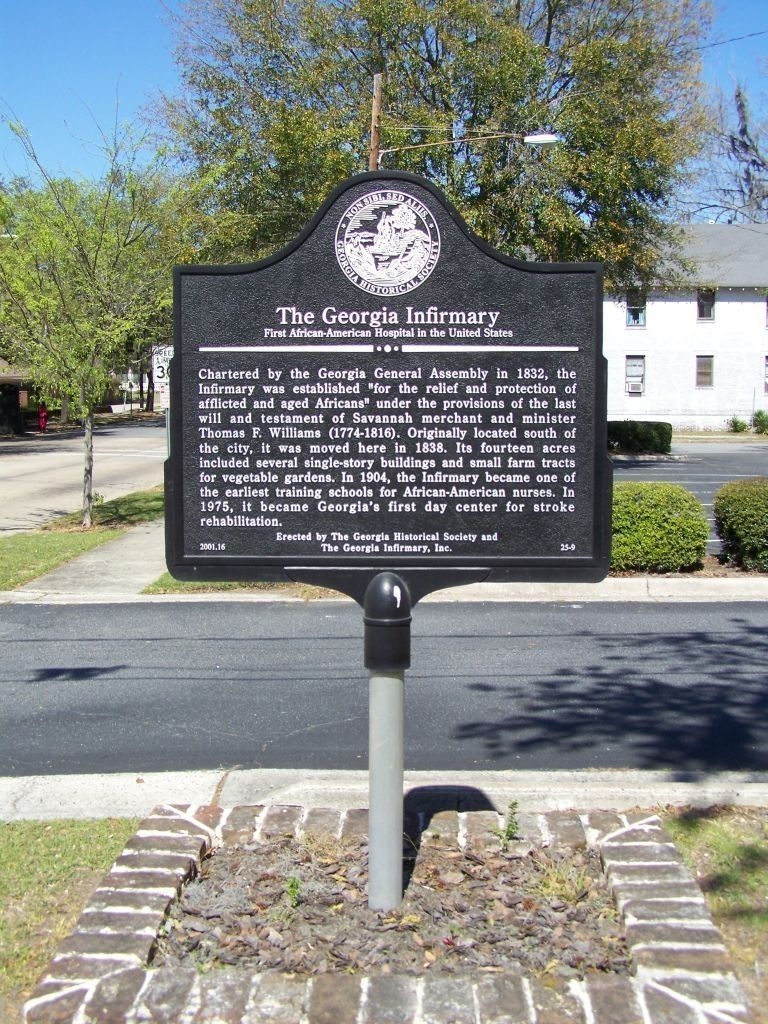 NON SIBI, SED ALIIS
GEORGIA HISTORICAL SOCIETY
The Georgia Infirmary
First African-American Hospital in the United States
Chartered by the Georgia General Assembly in 1832, the
Infirmary was established "for the relief and protection of
afflicted and aged Africans" under the provisions of the last
will and testament of Savannah merchant and minister
Thomas F. Williams (1774-1816). Originally located south of
the city, it was moved here in 1838. Its fourteen acres
included several single-story buildings and small farm tracts
for vegetable gardens. In 1904, the Infirmary became one of
the earliest training schools for African-American nurses. In
1975, it became Georgia's first day center for stroke
rehabilitation.
Erected by The Georgia Historical Society and
The Georgia Infirmary, Inc.
2001.16
25-9